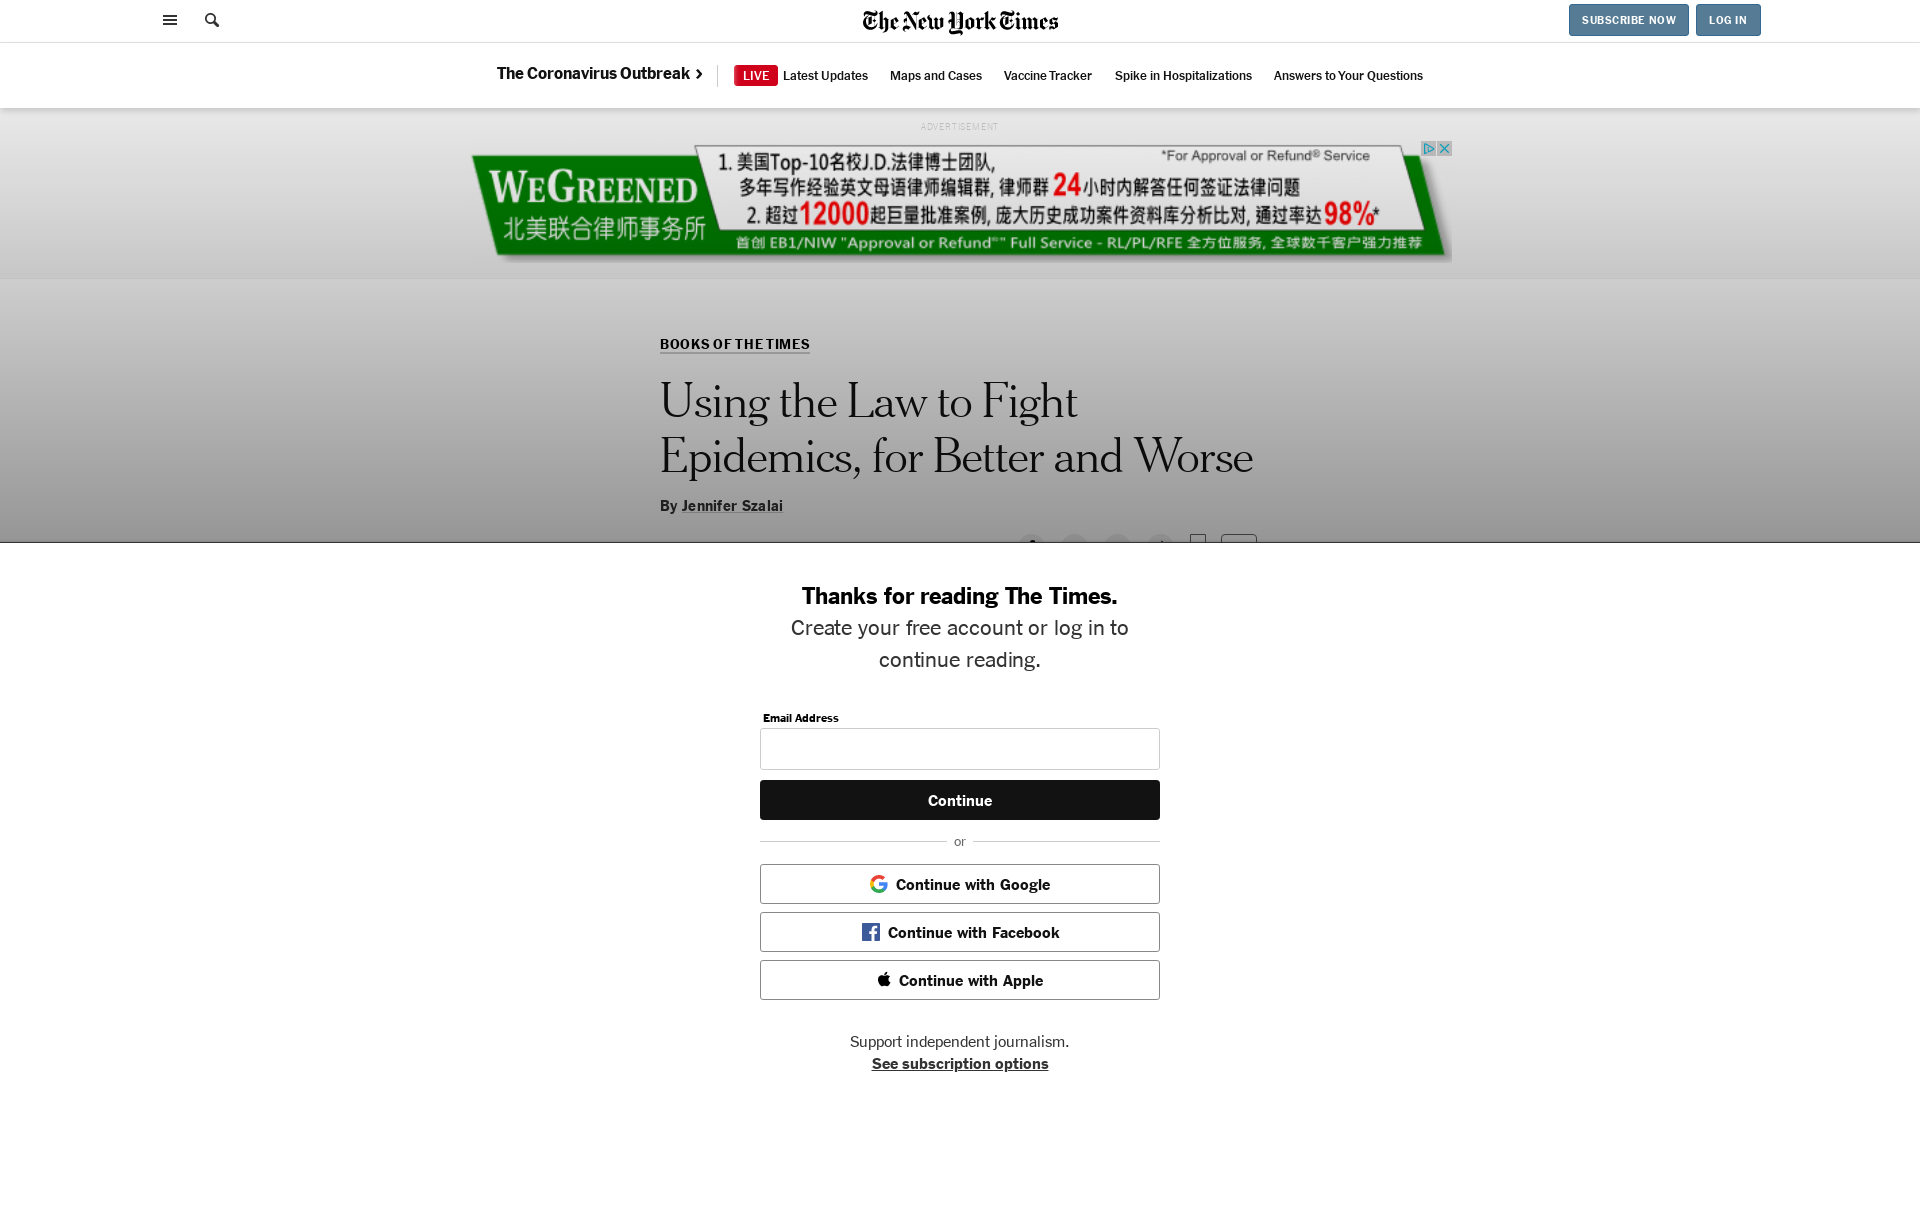 The New York Times
SUBSCRIBE NOW
LOG IN
The Coronavirus Outbreak
LIVE Latest Updates
Maps and Cases
Vaccine Tracker
Spike in Hospitalizations
Answers to Your Questions
ADVERTISEMENT
WEGREENED
北美联合律师事务所
*For Approval or Refund® Service
1. 美国Top-10名校J.D.法律博士团队,
多年写作经验英文母语律师编辑群, 律师群 24小时内解答任何签证法律问题
2. 超过12000起巨量批准案例, 庞大历史成功案件资料库分析比对, 通过率达98%*
首创 EB1/NIW "Approval or Refund®" Full Service - RL/PL/RFE 全方位服务, 全球数千客户强力推荐
BOOKS OF THE TIMES
Using the Law to Fight
Epidemics, for Better and Worse
By Jennifer Szalai
Thanks for reading The Times.
Create your free account or log in to
continue reading.
Email Address
Continue
or
Continue with Google
Continue with Facebook
Continue with Apple
Support independent journalism.
See subscription options